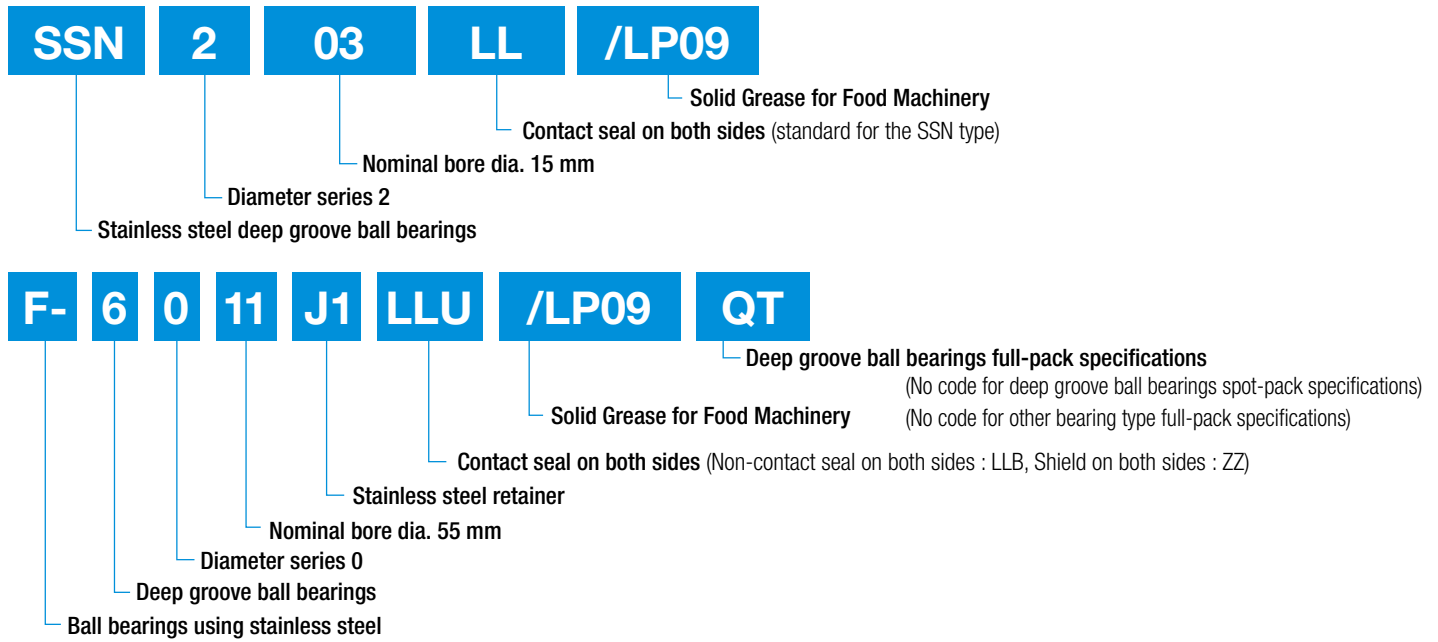 SSN 2 03 LL /LP09
Solid Grease for Food Machinery
Contact seal on both sides (standard for the SSN type)
Nominal bore dia. 15 mm
Diameter series 2
Stainless steel deep groove ball bearings
F- 6 0 11 J1 LLU /LP09 QT
Deep groove ball bearings full-pack specifications
(No code for deep groove ball bearings spot-pack specifications)
Solid Grease for Food Machinery (No code for other bearing type full-pack specifications)
Contact seal on both sides (Non-contact seal on both sides : LLB, Shield on both sides : ZZ)
Stainless steel retainer
Nominal bore dia. 55 mm
Diameter series 0
Deep groove ball bearings
Ball bearings using stainless steel